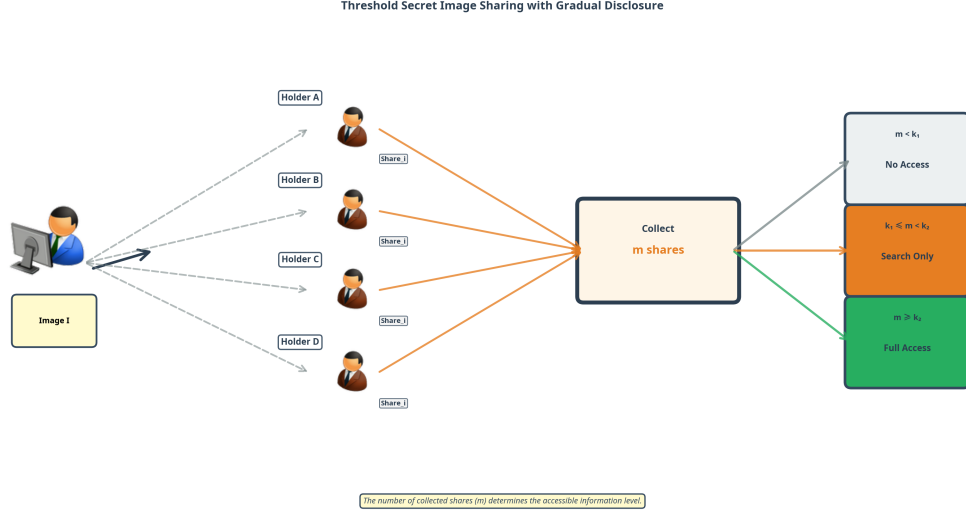 Threshold Secret Image Sharing with Gradual Disclosure
Holder A
Share_i
Holder B
Share_i
Holder C
Share_i
Holder D
Share_i
Image I
Collect
m shares
m < k₁
No Access
k₁ ≤ m < k₂
Search Only
m ≥ k₂
Full Access
The number of collected shares (m) determines the accessible information level.